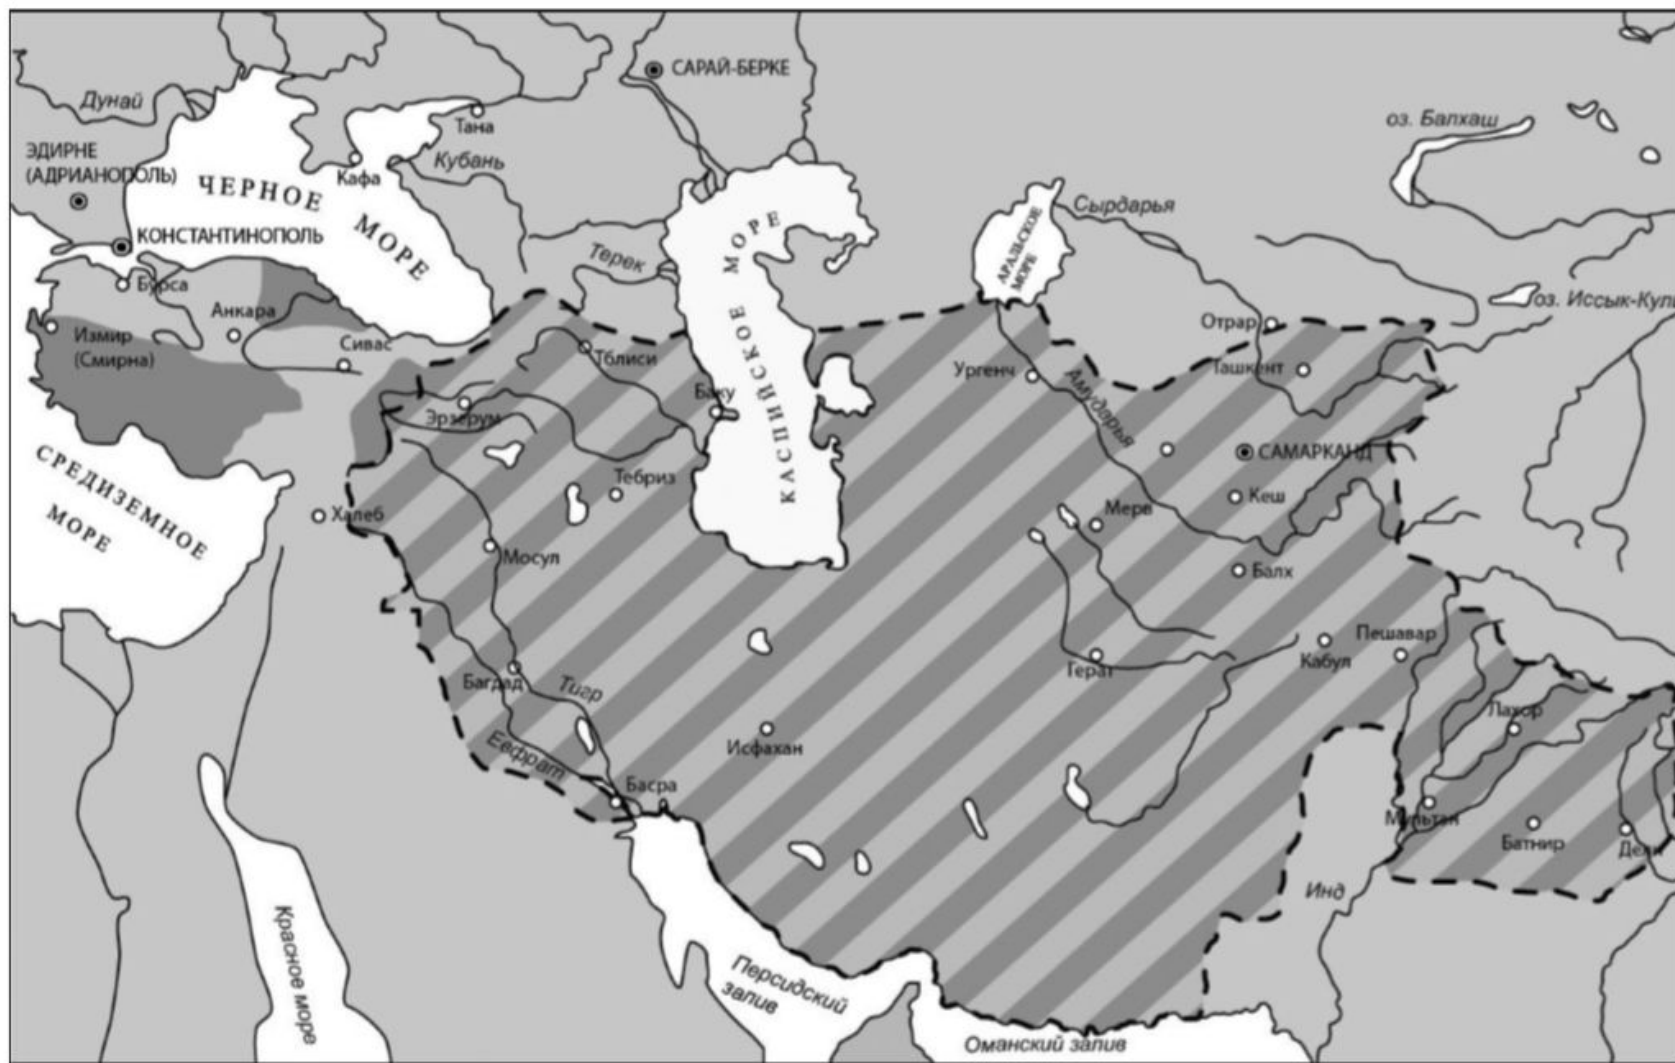 САРАЙ-БЕРКЕ
Дунай
Тана
оз. Балхаш
ЭДИРНЕ
(АДРИАНОПОЛЬ)
Кубань
Кафа
ЧЕРНОЕ
МОРЕ
КОНСТАНТИНОПОЛЬ
Сырдарья
АРАЛЬСКОЕ
МОРЕ
КАСПИЙСКОЕ МОРЕ
Терек
Бурса
оз. Иссык-Куль
Анкара
Измир
(Смирна)
Сивас
Тблиси
Отрар
Ургенч
Ташкент
Баку
Амударья
Эрзерум
САМАРКАНД
СРЕДИЗЕМНОЕ
МОРЕ
Тебриз
Кеш
Халеб
Мерв
Мосул
Балх
Пешавар
Кабул
Герат
Багдад
Тигр
Лахор
Исфахан
Евфрат
Басра
Мультан
Батнир
Дели
Инд
Красное море
Персидский
залив
Оманский залив